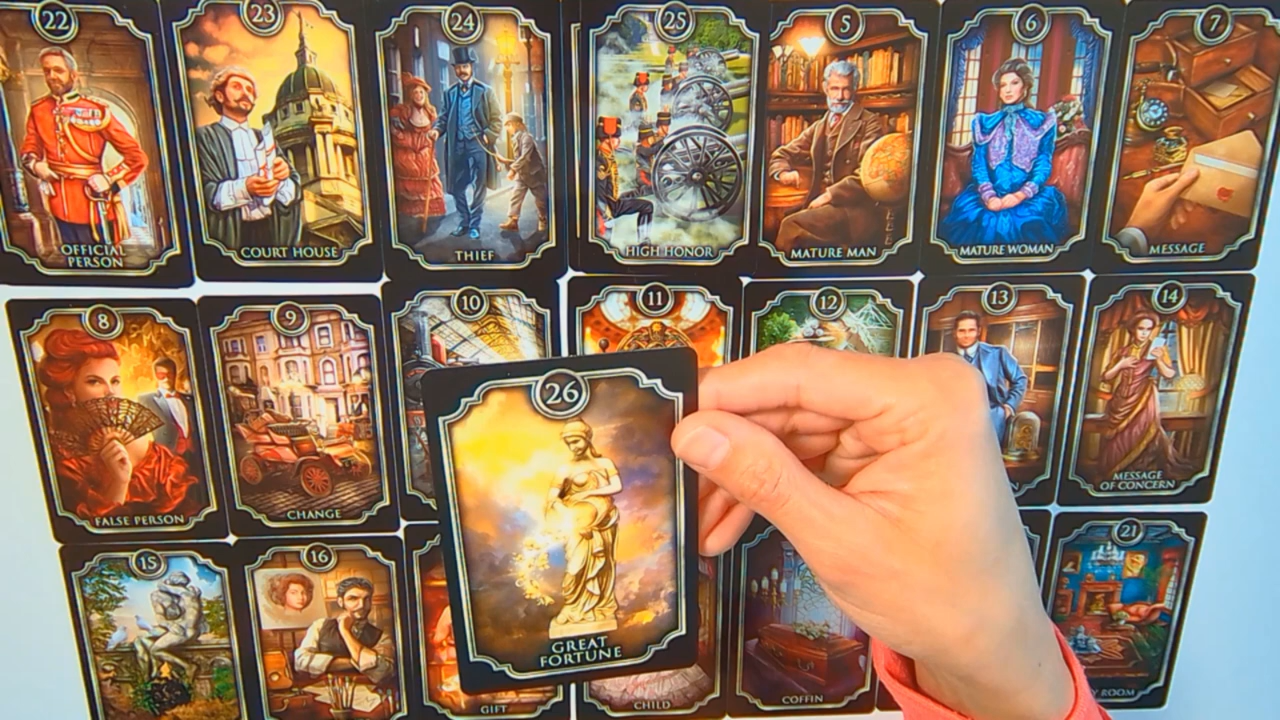 22
23
24
25
5
6
7
OFFICIAL
PERSON
COURT HOUSE
THIEF
HIGH HONOR
MATURE MAN
MATURE WOMAN
MESSAGE
8
9
10
11
12
13
14
FALSE PERSON
CHANGE
MESSAGE
OF CONCERN
26
GREAT
FORTUNE
15
16
21
GIFT
CHILD
COFFIN
ROOM